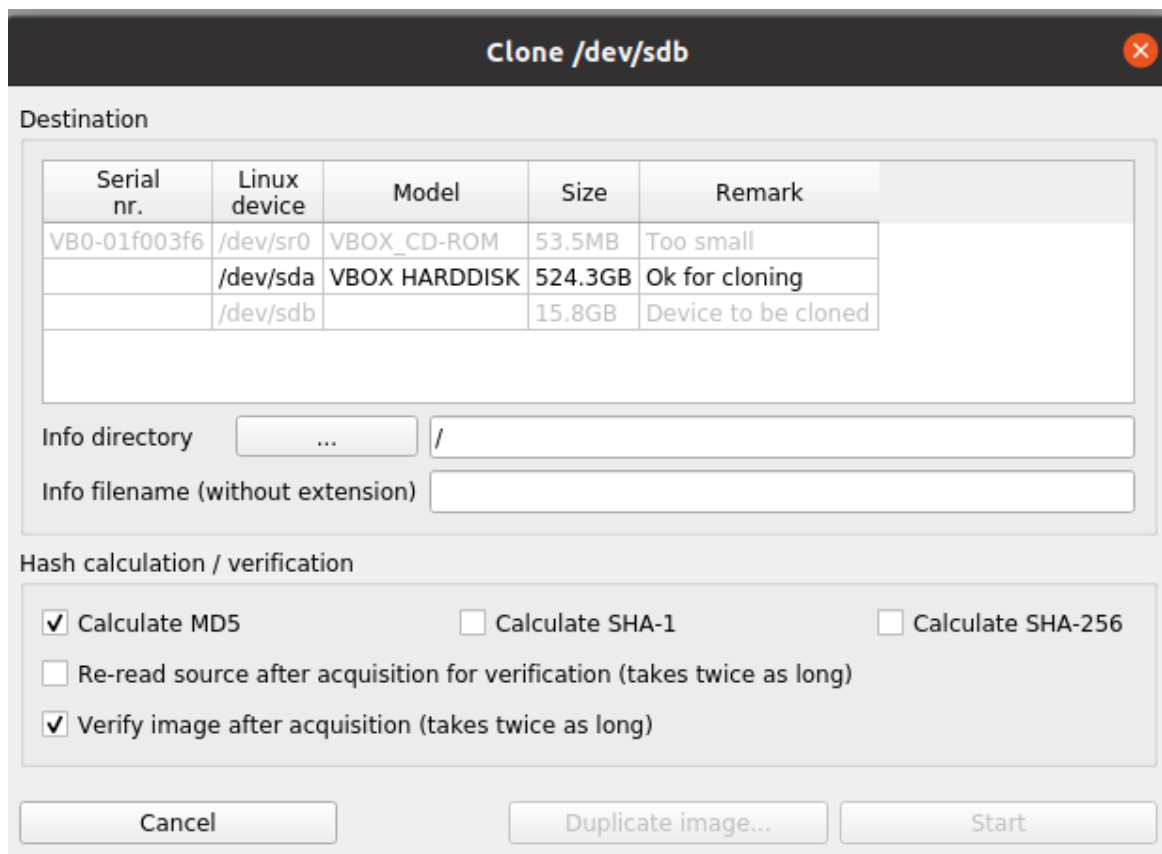 Clone /dev/sdb
Destination
Serial nr. Linux device Model Size Remark
VB0-01f003f6 /dev/sr0 VBOX_CD-ROM 53.5MB Too small
/dev/sda VBOX HARDDISK 524.3GB Ok for cloning
/dev/sdb 15.8GB Device to be cloned
Info directory ... /
Info filename (without extension)
Hash calculation / verification
Calculate MD5 Calculate SHA-1 Calculate SHA-256
Re-read source after acquisition for verification (takes twice as long)
Verify image after acquisition (takes twice as long)
Cancel Duplicate image... Start